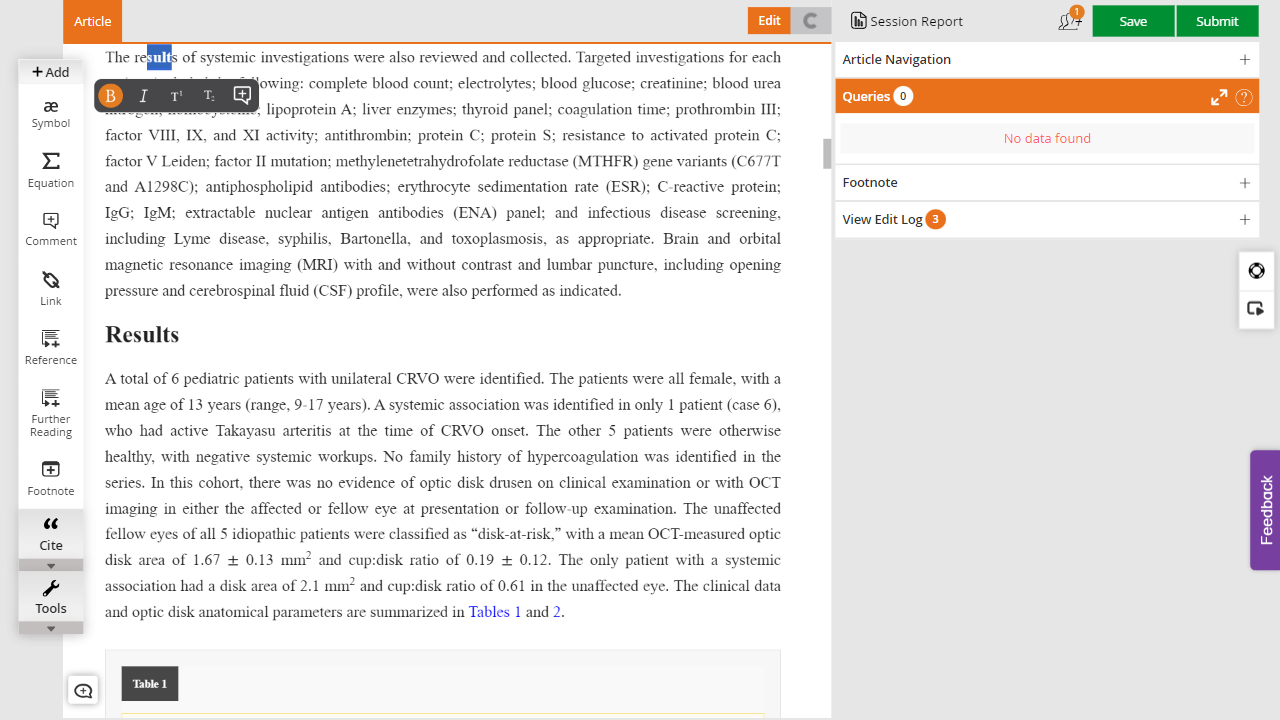 Article
Edit
Session Report
1
Save
Submit
Article Navigation
Queries 0
?
No data found
Footnote
View Edit Log 3
Feedback
+ Add
æ
Symbol
Σ
Equation
Comment
Link
Reference
Further
Reading
Footnote
Cite
Tools
The results of systemic investigations were also reviewed and collected. Targeted investigations for each
following: complete blood count; electrolytes; blood glucose; creatinine; blood urea
B I T¹ T₂
lipoprotein A; liver enzymes; thyroid panel; coagulation time; prothrombin III;
factor VIII, IX, and XI activity; antithrombin; protein C; protein S; resistance to activated protein C;
factor V Leiden; factor II mutation; methylenetetrahydrofolate reductase (MTHFR) gene variants (C677T
and A1298C); antiphospholipid antibodies; erythrocyte sedimentation rate (ESR); C-reactive protein;
IgG; IgM; extractable nuclear antigen antibodies (ENA) panel; and infectious disease screening,
including Lyme disease, syphilis, Bartonella, and toxoplasmosis, as appropriate. Brain and orbital
magnetic resonance imaging (MRI) with and without contrast and lumbar puncture, including opening
pressure and cerebrospinal fluid (CSF) profile, were also performed as indicated.
Results
A total of 6 pediatric patients with unilateral CRVO were identified. The patients were all female, with a
mean age of 13 years (range, 9-17 years). A systemic association was identified in only 1 patient (case 6),
who had active Takayasu arteritis at the time of CRVO onset. The other 5 patients were otherwise
healthy, with negative systemic workups. No family history of hypercoagulation was identified in the
series. In this cohort, there was no evidence of optic disk drusen on clinical examination or with OCT
imaging in either the affected or fellow eye at presentation or follow-up examination. The unaffected
fellow eyes of all 5 idiopathic patients were classified as “disk-at-risk,” with a mean OCT-measured optic
disk area of 1.67 ± 0.13 mm² and cup:disk ratio of 0.19 ± 0.12. The only patient with a systemic
association had a disk area of 2.1 mm² and cup:disk ratio of 0.61 in the unaffected eye. The clinical data
and optic disk anatomical parameters are summarized in Tables 1 and 2.
Table 1